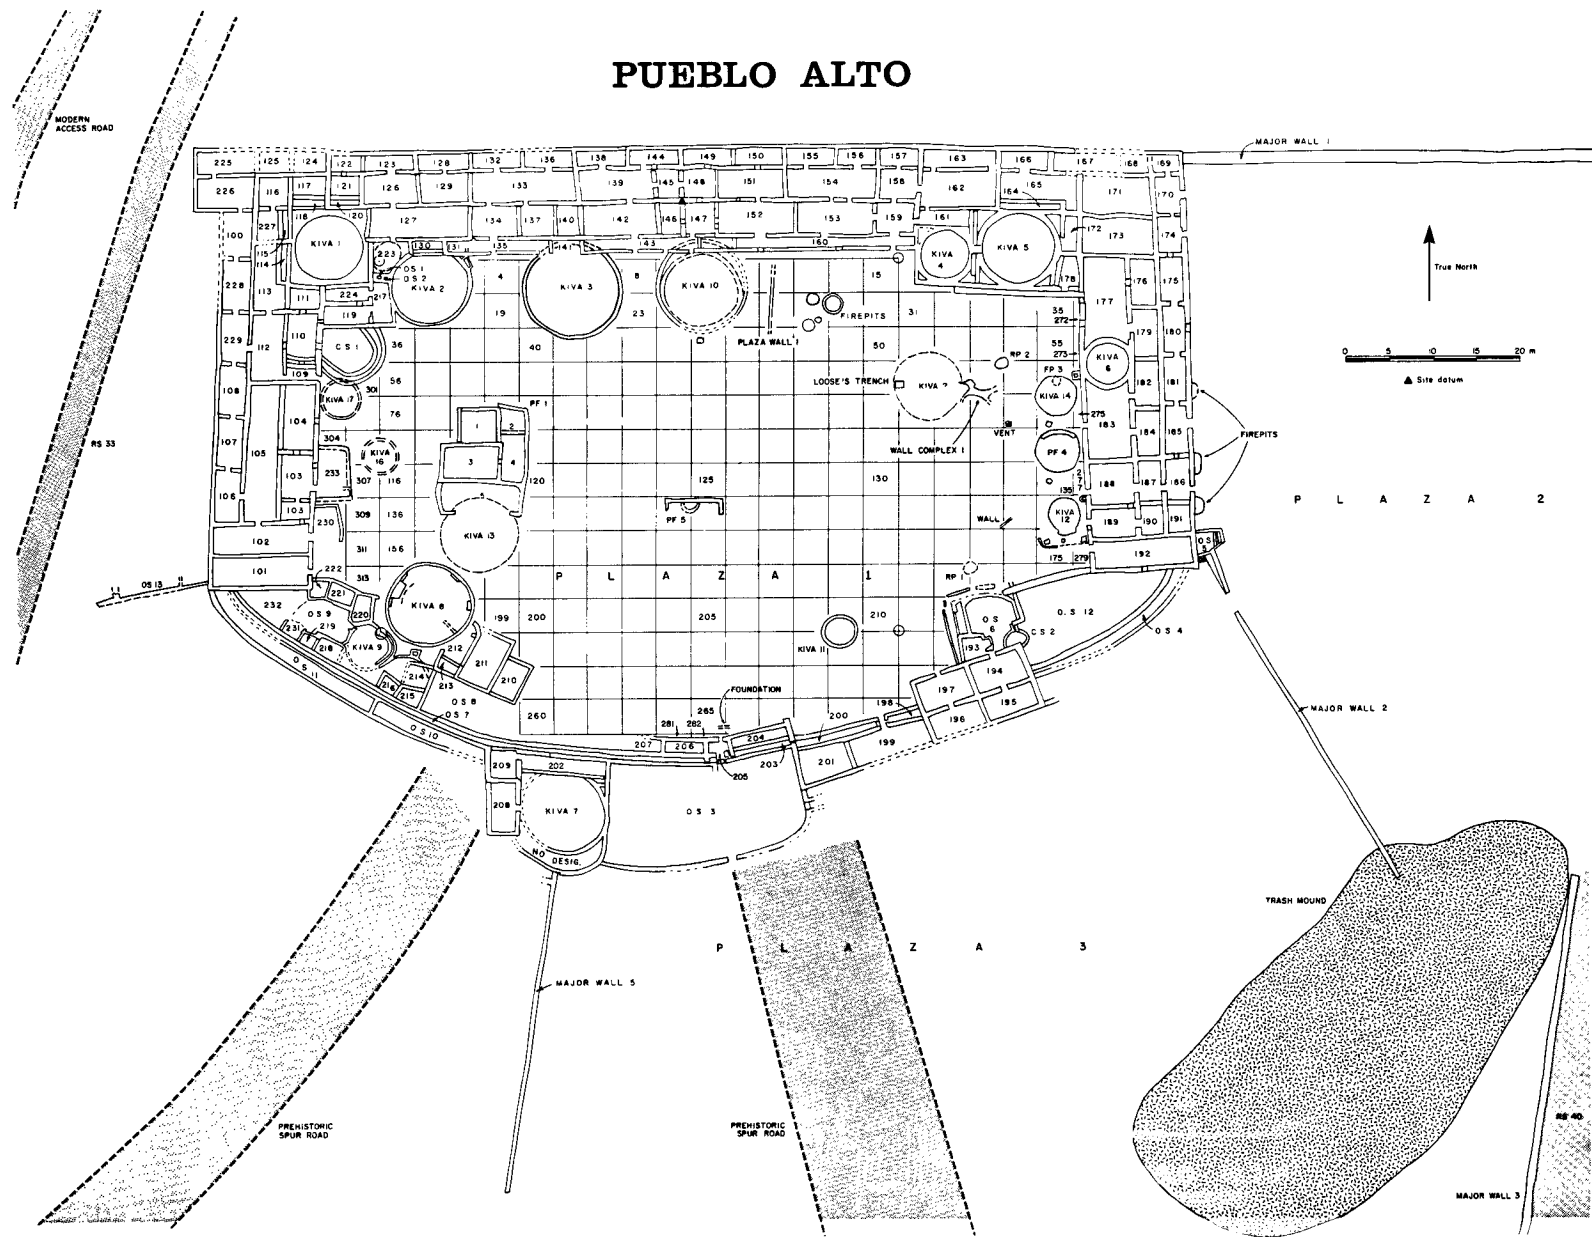 PUEBLO ALTO
MODERN
ACCESS ROAD
MAJOR WALL 1
225 125 124 122 123 128 132 136 138 144 149 150 155 156 157 163 166 167 168 169
226 116 117 121 126 129 133 139 145 148 151 154 158 162 164 165 171 170
118 120 127 134 137 140 142 146 147 152 153 159 161
100 227 KIVA 1 130 131 135 141 143 160 KIVA 4 KIVA 5 172 173 174
115 114 223
OS 1
OS 2
228 113 111 224 217 KIVA 2 4 KIVA 3 8 KIVA 10 15 178 177 176 175
True North
119 19 23 FIREPITS 31 35
272
229 112 110 CS 1 36 40 PLAZA WALL 1 50 55 179 180
273
RP 2
0 5 10 15 20 m
Site datum
109 56 301 LOOSE'S TRENCH KIVA ? FP 3 KIVA 6
108 KIVA 17 KIVA 14 182 181
104 76 PF 1 1 2 275 183
107 304 VENT 184 185 FIREPITS
RS 33
105 KIVA 16 3 4 WALL COMPLEX 1 PF 4
103 233 307 116 120 125 130 277 135 188 187 186
106 5
PLAZA 2
103 230 309 136 PF 5 WALL KIVA 12 189 190 191
102 KIVA 13
311 156 175 279 192 OS 5
101 222 313 PLAZA 1 RP 1
OS 13
232 OS 9 221 220 KIVA 8 199 200 205 210 OS 6 O.S 12
231 219 CS 2 OS 4
218 KIVA 9 212 211 KIVA 11 193
OS 11 214 213 210 194
216 215 OS 8 197 195
FOUNDATION
OS 7 260 265 198 196
MAJOR WALL 2
OS 10 281 282 200 199
207 206 204
209 202 205 203 201
208 KIVA 7 OS 3
NO DESIG.
TRASH MOUND
PLAZA 3
MAJOR WALL 5
PREHISTORIC
SPUR ROAD
PREHISTORIC
SPUR ROAD
RS 40
MAJOR WALL 3